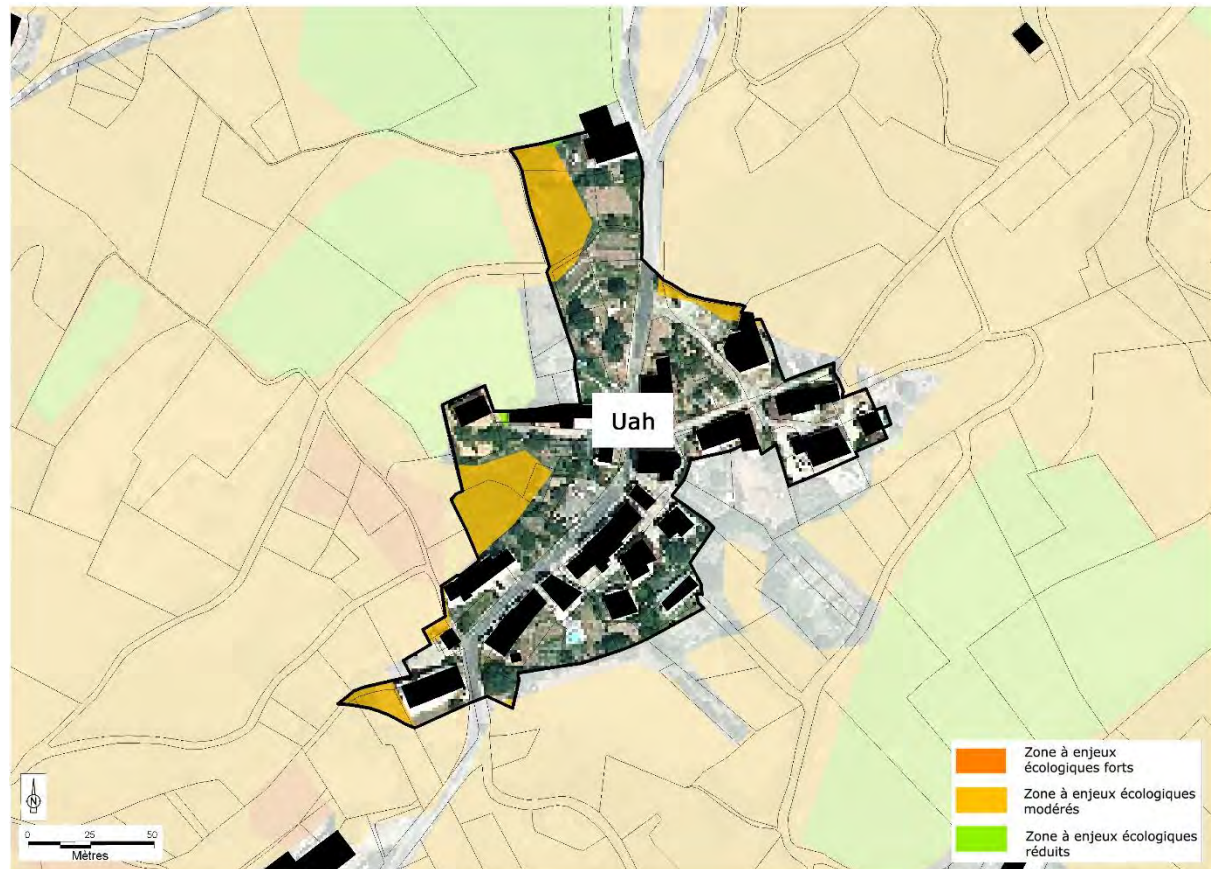 Uah
Zone à enjeux
écologiques forts
Zone à enjeux écologiques
modérés
Zone à enjeux écologiques
réduits
N
0 25 50
Mètres